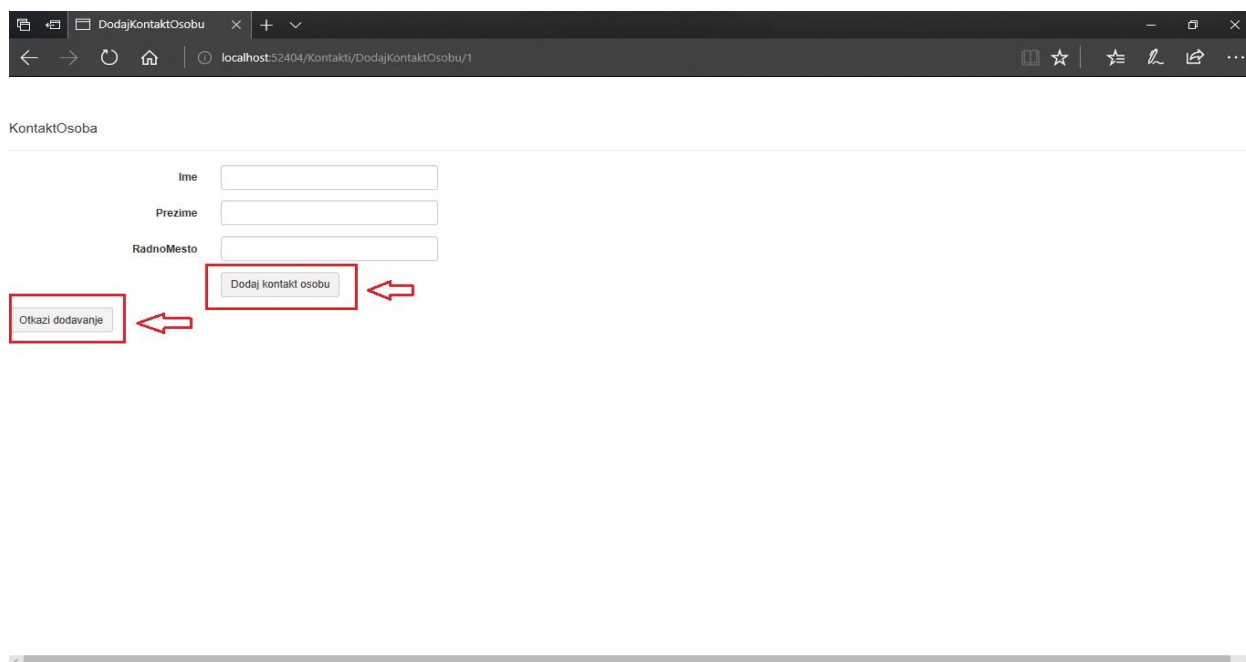 DodajKontaktOsobu
localhost:52404/Kontakti/DodajKontaktOsobu/1
KontaktOsoba
Ime
Prezime
RadnoMesto
Dodaj kontakt osobu
Otkazi dodavanje